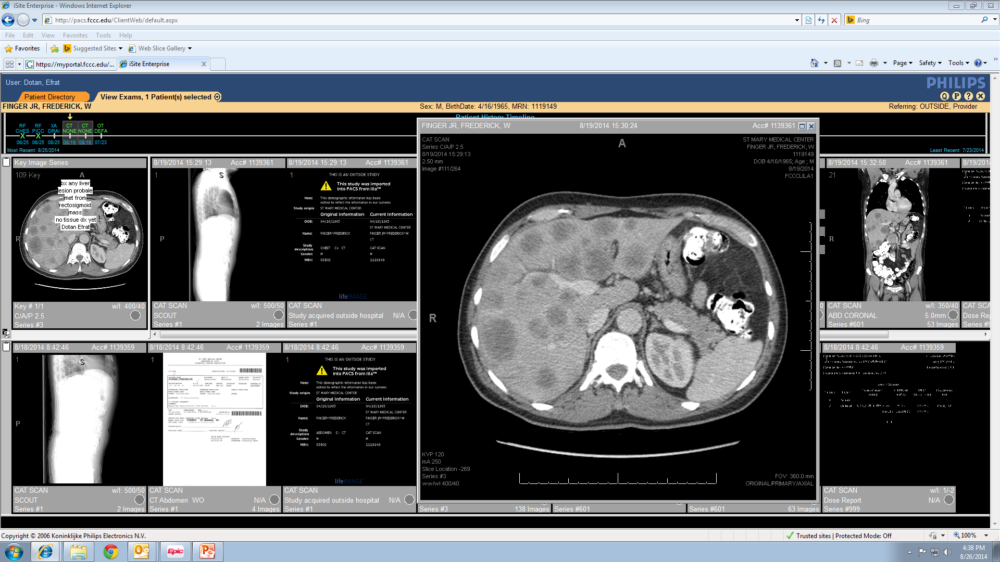 iSite Enterprise - Windows Internet Explorer
http://pacs.fccc.edu/ClientWeb/default.aspx
Bing
File Edit View Favorites Tools Help
Favorites Suggested Sites Web Slice Gallery
https://myportal.fccc.edu/... iSite Enterprise
Page Safety Tools
User: Dotan, Efrat
PHILIPS
Patient Directory View Exams, 1 Patient(s) selected
Q P ? X
FINGER JR, FREDERICK, W Sex: M, BirthDate: 4/16/1965, MRN: 1119149 Referring: OUTSIDE, Provider
Patient History Timeline
RF RF XA CT CT OT
CHES PICC DRAI NONE NONE DEFA
08/25 08/25 08/25 08/19 08/18 07/23
Most Recent: 8/25/2014
Least Recent: 7/23/2014
Key Image Series
109 Key A
bx any liver
esion probale
met from
rectosigmoid
mass
no tissue dx yet
Dotan Efrat
R
Key # 1/1 w/l: 400/40
C/A/P 2.5
Series #3
8/19/2014 15:29:13 Acc# 1139361
1 S
P
CAT SCAN w/l: 500/50
SCOUT
Series #1 2 Images
8/19/2014 15:29:13 Acc# 1139361
1
THIS IS AN OUTSIDE STUDY
This study was imported
into PACS from lila™
Note: This demographic information has been
edited to reflect the information in our systems
Study origin: ST MARY MEDICAL CENTER
Original Information Current Information
DOB: 04/16/1965 04/16/1965
ST MARY MEDICAL CENTER
Name: FINGER^FREDERICK FINGER JR^FREDERICK^W
CT
Study
description: CHEST C+ CT CAT SCAN
Gender: M M
MRN: 63802 1119149
lifeIMAGE
CAT SCAN
Study acquired outside hospital N/A
Series #1
FINGER JR, FREDERICK, W 8/19/2014 15:30:24 Acc# 1139361
CAT SCAN
Series C/A/P 2.5
8/19/2014 15:29:13
2.50 mm
Image #111/264
A
ST MARY MEDICAL CENTER
FINGER JR, FREDERICK, W
1119149
DOB 4/16/1965; Age ; M
8/19/2014
FCCCLILA1
R
KVP 120
mA 250
Slice Location -269
Series #3
ww/wl 400/40
FOV: 360.0 mm
ORIGINAL/PRIMARY/AXIAL
8/19/2014 15:32:50 Acc# 1139361
21
R
CAT SCAN w/l: 350/40
ABD CORONAL 5.0mm
Series #601 53 Images
8/19/
CAT SCA
Dose Rep
Series #9
8/18/2014 8:42:46 Acc# 1139359
1 S
P
CAT SCAN w/l: 500/50
SCOUT
Series #1 2 Images
8/18/2014 8:42:46 Acc# 1139359
1
FINGER,FREDERICK
CAT SCAN
CT Abdomen WO N/A
Series #1 4 Images
8/18/2014 8:42:46 Acc# 1139359
1
THIS IS AN OUTSIDE STUDY
This study was imported
into PACS from lila™
Note: This demographic information has been
edited to reflect the information in our systems
Study origin: ST MARY MEDICAL CENTER
Original Information Current Information
DOB: 04/16/1965 04/16/1965
ST MARY MEDICAL CENTER
Name: FINGER^FREDERICK FINGER JR^FREDERICK^W
CT
Study
description: ABDOMEN C- CT CAT SCAN
Gender: M M
MRN: 63802 1119149
lifeIMAGE
CAT SCAN
Study acquired outside hospital N/A
Series #1
Series #3 138 Images
Series #601
Series #601 63 Images
8/18/2014 8:42:46 Acc# 1139359
CAT SCAN w/l: 1/-2
Dose Report N/A
Series #999
Copyright © 2006 Koninklijke Philips Electronics N.V.
Trusted sites | Protected Mode: Off
100%
Epic
4:38 PM
8/26/2014